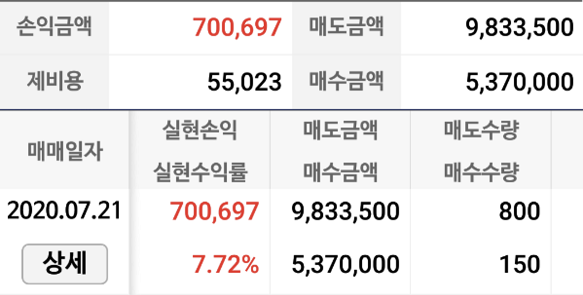 손익금액 700,697 매도금액 9,833,500
제비용 55,023 매수금액 5,370,000
매매일자 실현손익 매도금액 매도수량
실현수익률 매수금액 매수수량
2020.07.21 700,697 9,833,500 800
상세 7.72% 5,370,000 150